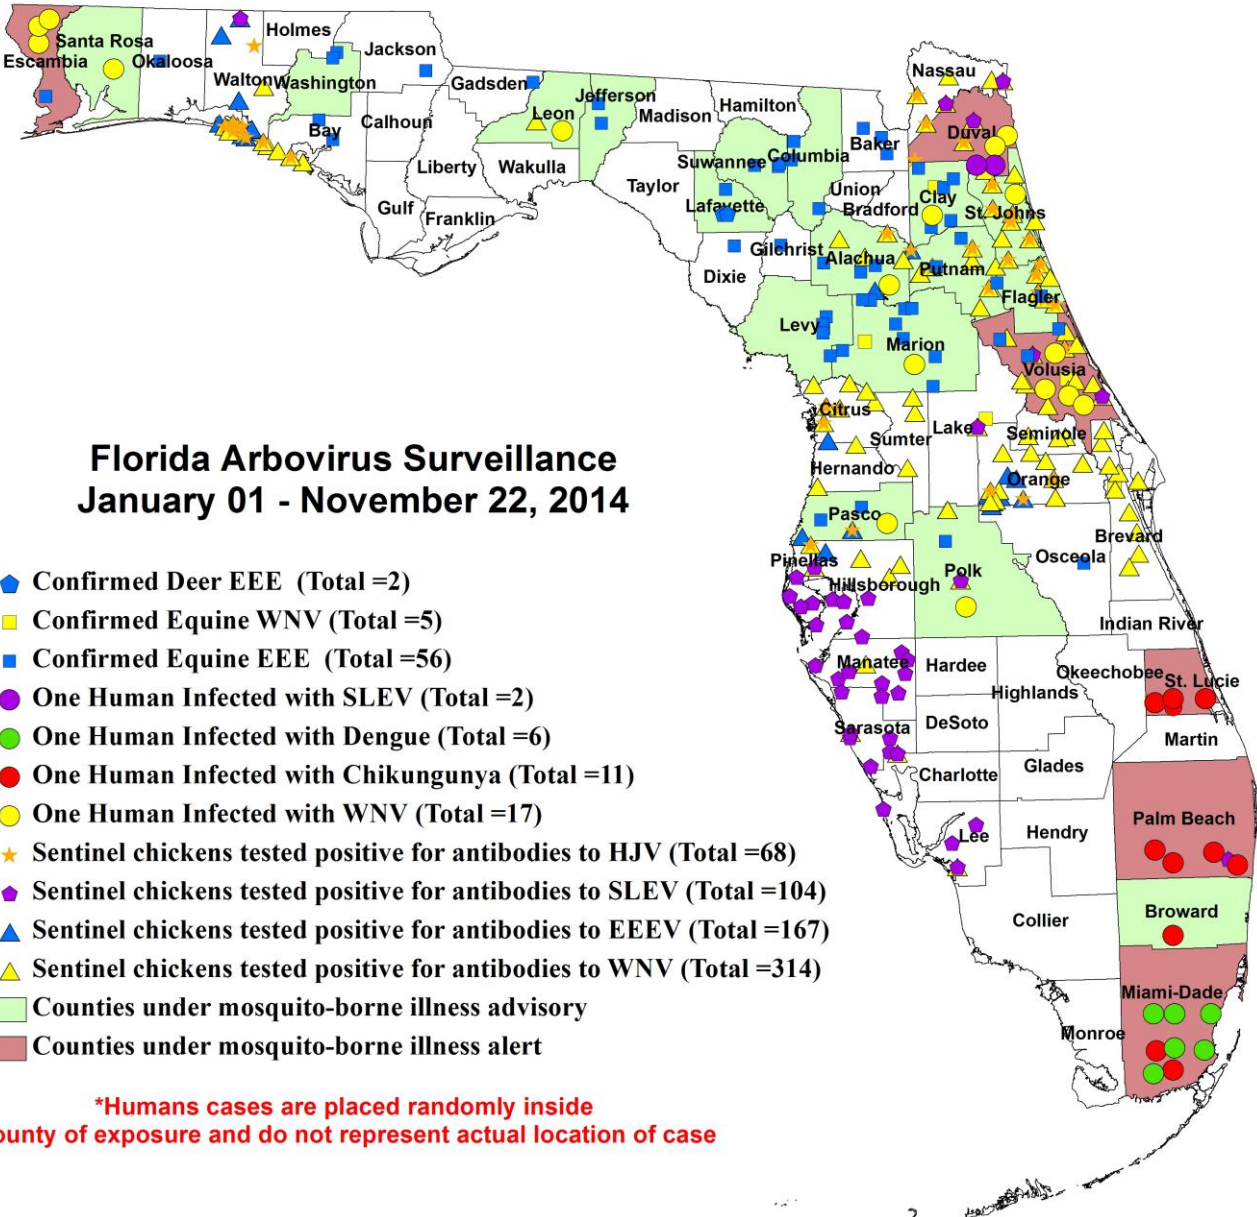 Holmes
Jackson
Nassau
Santa Rosa
Escambia
Okaloosa
Walton
Washington
Gadsden
Leon
Jefferson
Madison
Hamilton
Duval
Bay
Calhoun
Baker
Liberty
Wakulla
Suwannee
Columbia
Taylor
Union
Clay
Lafayette
Bradford
St. Johns
Gulf
Franklin
Gilchrist
Alachua
Putnam
Dixie
Flagler
Levy
Marion
Volusia
Citrus
Lake
Seminole
Sumter
Hernando
Orange
Florida Arbovirus Surveillance
January 01 - November 22, 2014
Pasco
Brevard
Osceola
Pinellas
Hillsborough
Polk
Indian River
Manatee
Hardee
Okeechobee
St. Lucie
Highlands
Sarasota
DeSoto
Martin
Charlotte
Glades
Palm Beach
Lee
Hendry
Broward
Collier
Miami-Dade
Monroe
Confirmed Deer EEE (Total =2)
Confirmed Equine WNV (Total =5)
Confirmed Equine EEE (Total =56)
One Human Infected with SLEV (Total =2)
One Human Infected with Dengue (Total =6)
One Human Infected with Chikungunya (Total =11)
One Human Infected with WNV (Total =17)
Sentinel chickens tested positive for antibodies to HJV (Total =68)
Sentinel chickens tested positive for antibodies to SLEV (Total =104)
Sentinel chickens tested positive for antibodies to EEEV (Total =167)
Sentinel chickens tested positive for antibodies to WNV (Total =314)
Counties under mosquito-borne illness advisory
Counties under mosquito-borne illness alert
*Humans cases are placed randomly inside
ounty of exposure and do not represent actual location of case